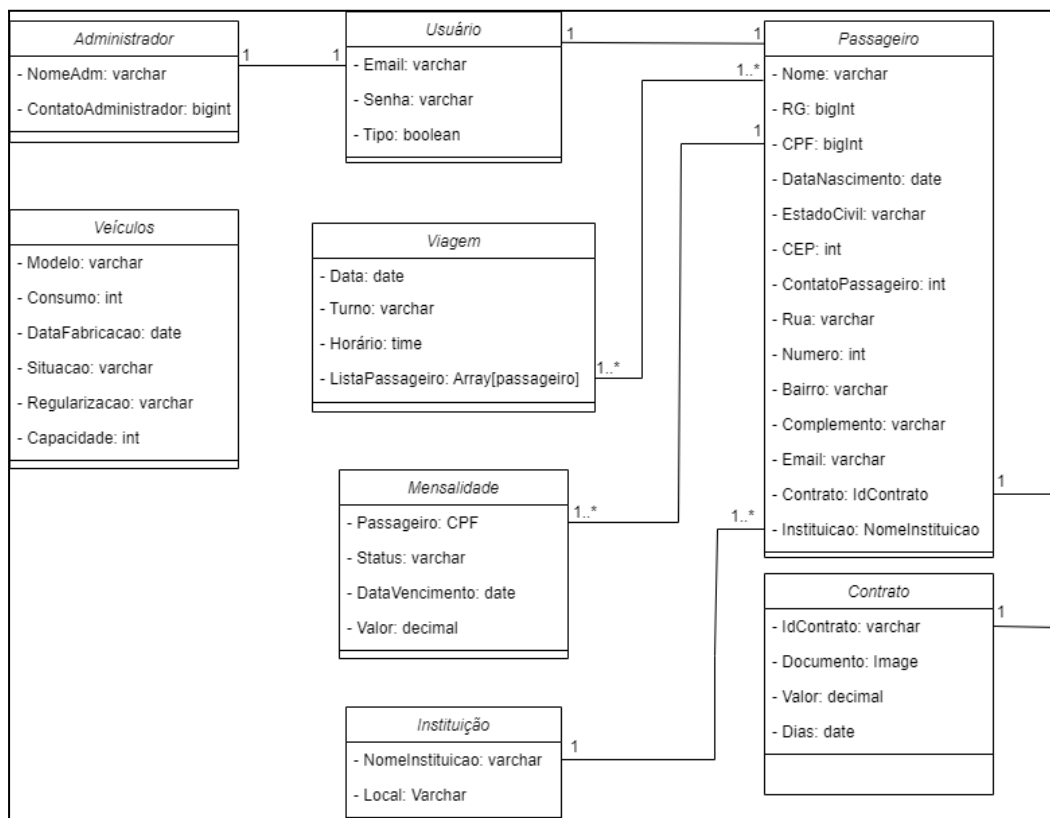 Administrador
- NomeAdm: varchar
- ContatoAdministrador: bigint
1
1
Usuário
- Email: varchar
- Senha: varchar
- Tipo: boolean
1
1
Passageiro
- Nome: varchar
- RG: bigInt
- CPF: bigInt
- DataNascimento: date
- EstadoCivil: varchar
- CEP: int
- ContatoPassageiro: int
- Rua: varchar
- Numero: int
- Bairro: varchar
- Complemento: varchar
- Email: varchar
- Contrato: IdContrato
- Instituicao: NomeInstituicao
1..*
1
1..*
1
Veículos
- Modelo: varchar
- Consumo: int
- DataFabricacao: date
- Situacao: varchar
- Regularizacao: varchar
- Capacidade: int
Viagem
- Data: date
- Turno: varchar
- Horário: time
- ListaPassageiro: Array[passageiro]
1..*
Mensalidade
- Passageiro: CPF
- Status: varchar
- DataVencimento: date
- Valor: decimal
1..*
Contrato
- IdContrato: varchar
- Documento: Image
- Valor: decimal
- Dias: date
1
Instituição
- NomeInstituicao: varchar
- Local: Varchar
1